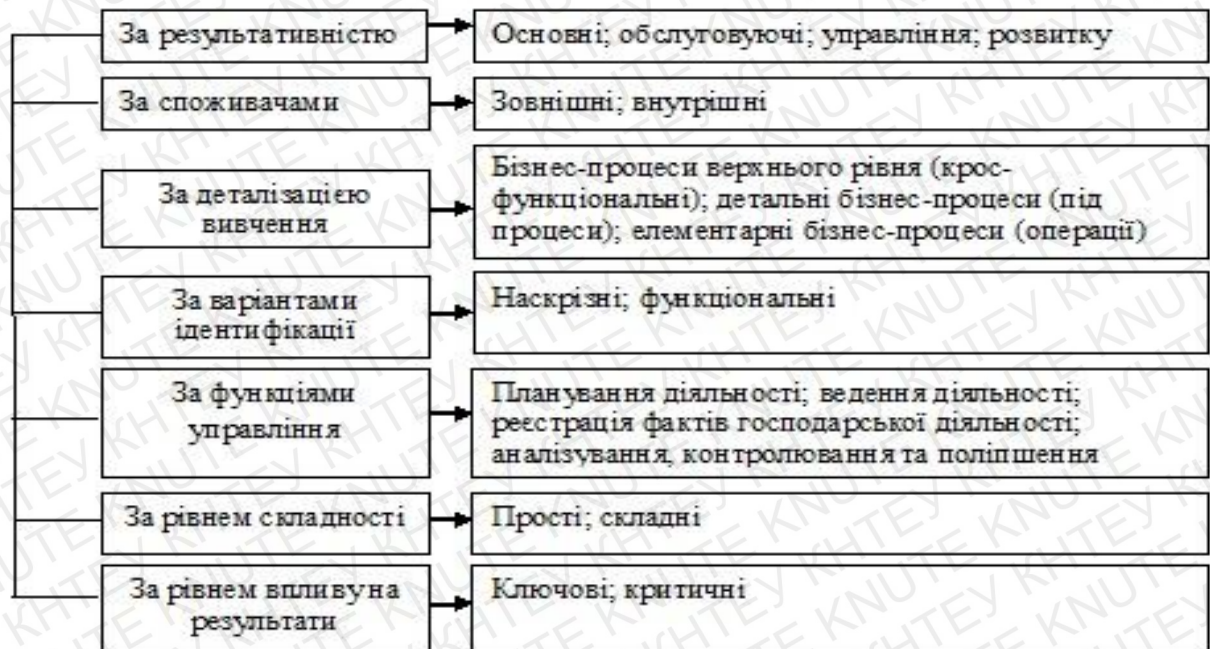 За результативністю
Основні; обслуговуючі; управління; розвитку
За споживачами
Зовнішні; внутрішні
За деталізацією
вивчення
Бізнес-процеси верхнього рівня (крос-
функціональні); детальні бізнес-процеси (під
процеси); елементарні бізнес-процеси (операції)
За варіантами
ідентифікації
Наскрізні; функціональні
За функціями
управління
Планування діяльності; ведення діяльності;
реєстрація фактів господарської діяльності;
аналізування, контролювання та поліпшення
За рівнем складності
Прості; складні
За рівнем впливу на
результати
Ключові; критичні